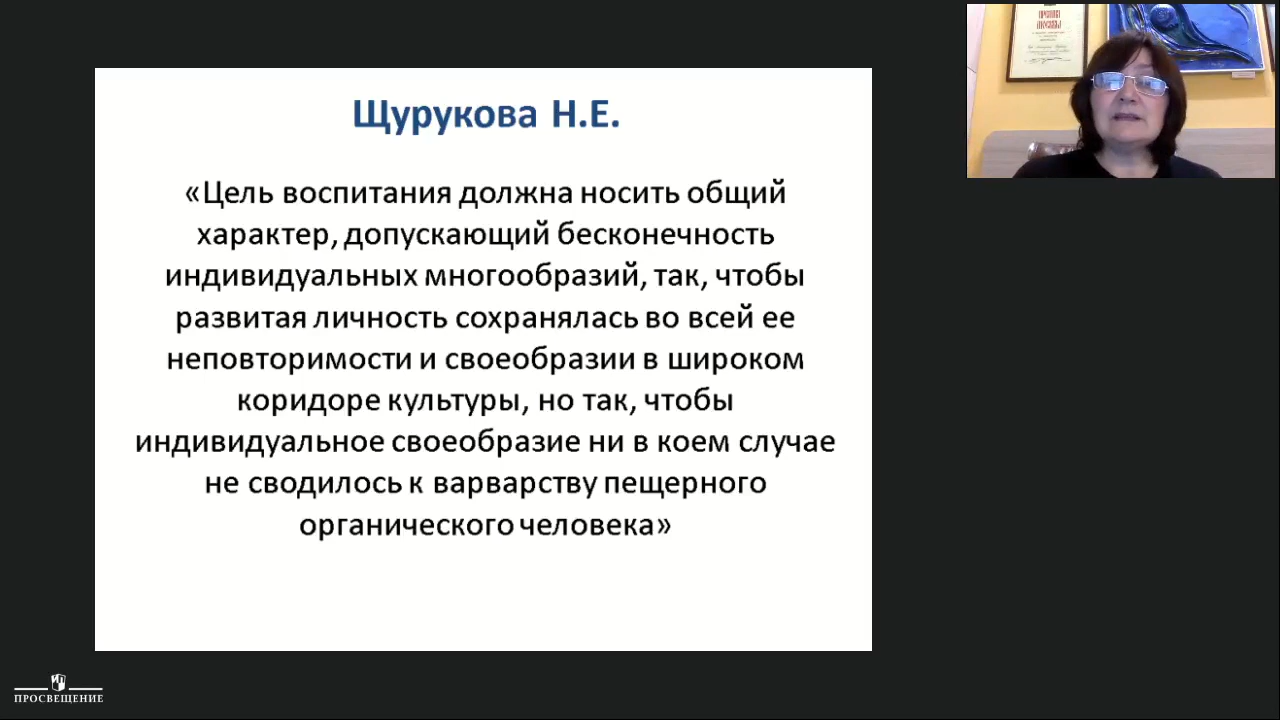 Щурукова Н.Е.
«Цель воспитания должна носить общий
характер, допускающий бесконечность
индивидуальных многообразий, так, чтобы
развитая личность сохранялась во всей ее
неповторимости и своеобразии в широком
коридоре культуры, но так, чтобы
индивидуальное своеобразие ни в коем случае
не сводилось к варварству пещерного
органического человека»
ПРОСВЕЩЕНИЕ